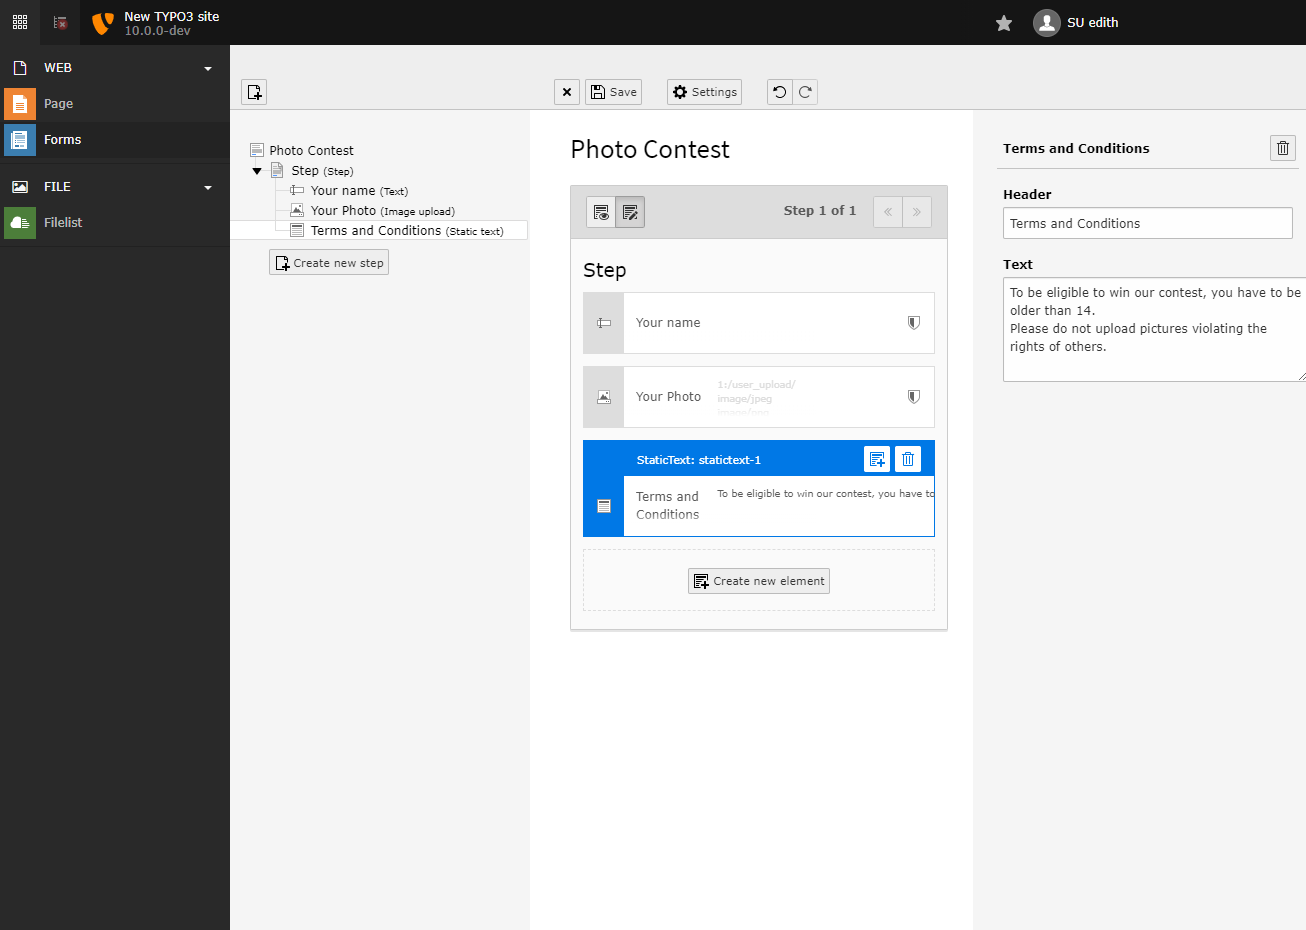 New TYPO3 site
10.0.0-dev
SU edith
WEB
Page
Forms
FILE
Filelist
Save
Settings
Photo Contest
Step (Step)
Your name (Text)
Your Photo (Image upload)
Terms and Conditions (Static text)
Create new step
Photo Contest
Step 1 of 1
Step
Your name
Your Photo
1:/user_upload/
image/jpeg
image/png
StaticText: statictext-1
Terms and
Conditions
To be eligible to win our contest, you have to
Create new element
Terms and Conditions
Header
Terms and Conditions
Text
To be eligible to win our contest, you have to be
older than 14.
Please do not upload pictures violating the
rights of others.